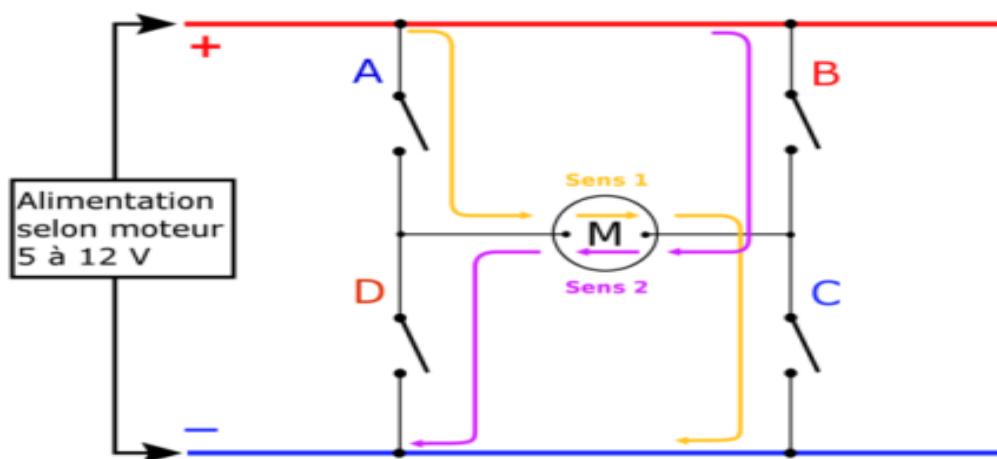 +
A
B
Alimentation
selon moteur
5 à 12 V
Sens 1
M
Sens 2
D
C
−